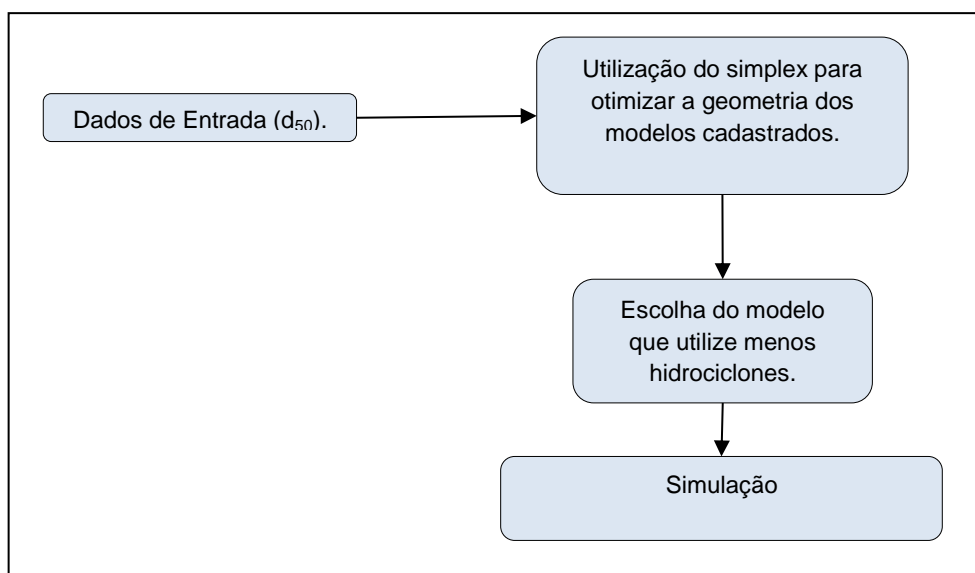 Dados de Entrada (d₅₀).
Utilização do simplex para
otimizar a geometria dos
modelos cadastrados.
Escolha do modelo
que utilize menos
hidrociclones.
Simulação